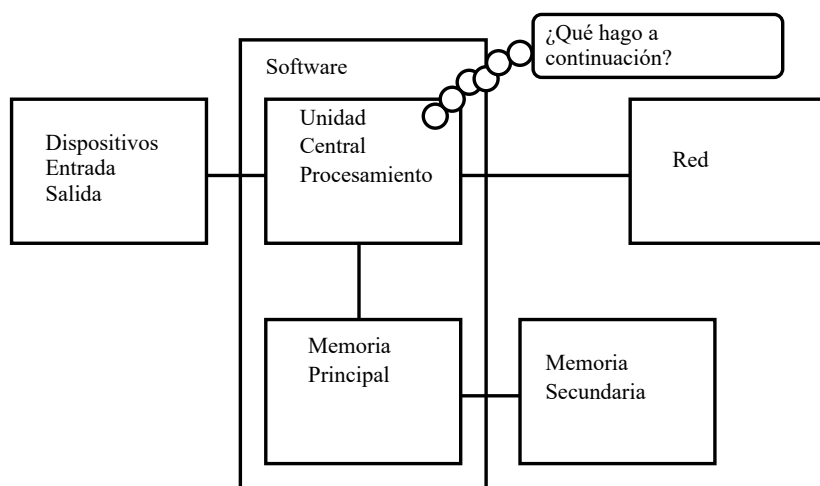 ¿Qué hago a
continuación?
Software
Unidad
Central
Procesamiento
Dispositivos
Entrada
Salida
Red
Memoria
Principal
Memoria
Secundaria